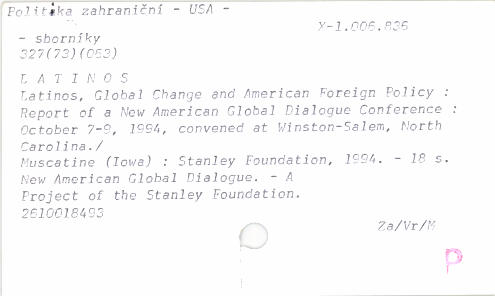 Politika zahraniční - USA -
X-1.006.836
- sborníky
327(73)(063)
L A T I N O S
Latinos, Global Change and American Foreign Policy :
Report of a New American Global Dialogue Conference :
October 7-9, 1994, convened at Winston-Salem, North
Carolina./
Muscatine (Iowa) : Stanley Foundation, 1994. - 18 s.
New American Global Dialogue. - A
Project of the Stanley Foundation.
2610018493
Za/Vr/M
P